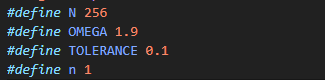 #define N 256
#define OMEGA 1.9
#define TOLERANCE 0.1
#define n 1